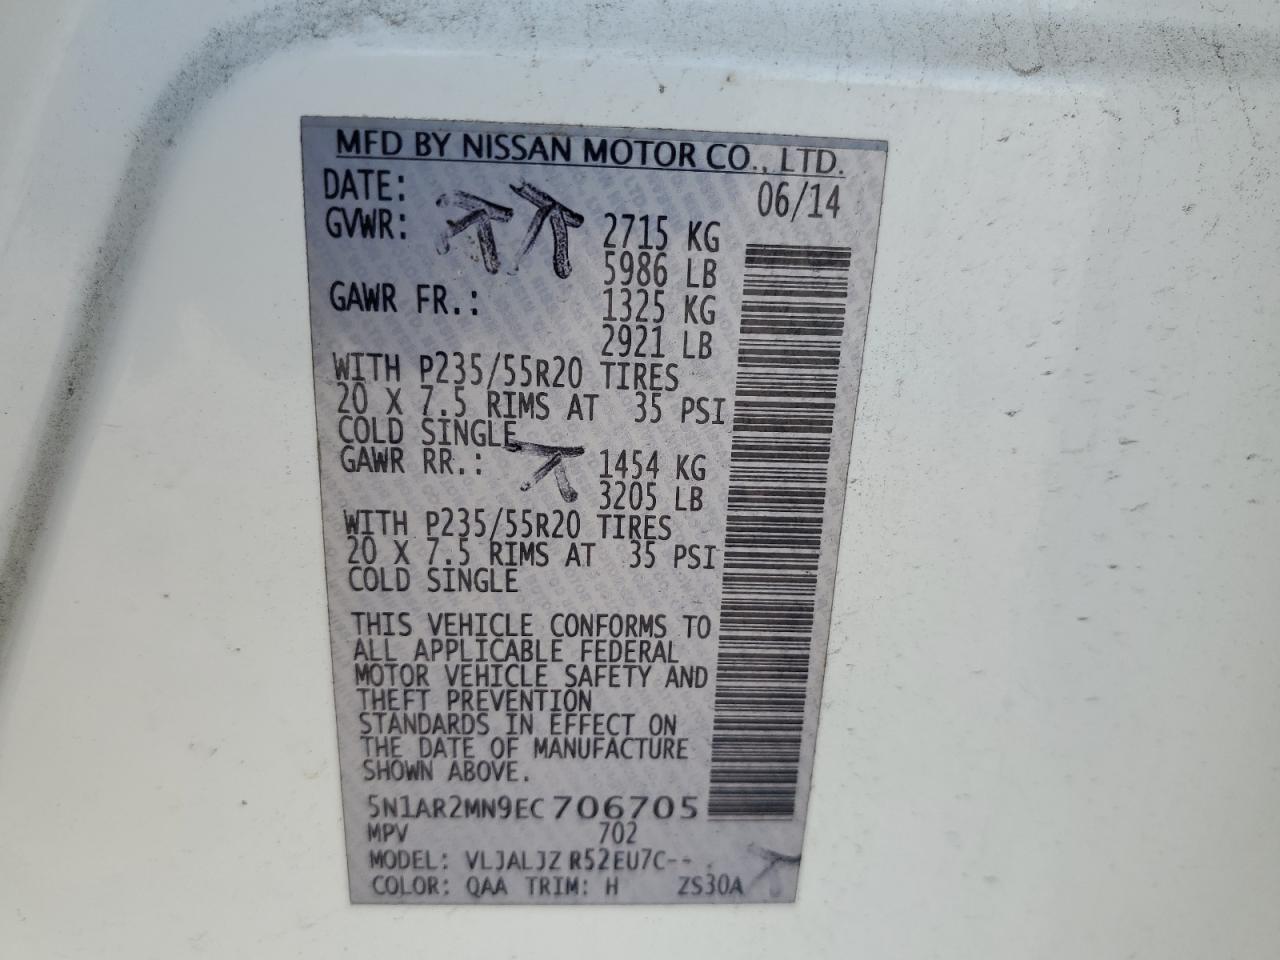 MFD BY NISSAN MOTOR CO., LTD.
DATE: 06/14
GVWR: 2715 KG
5986 LB
GAWR FR.: 1325 KG
2921 LB
WITH P235/55R20 TIRES
20 X 7.5 RIMS AT 35 PSI
COLD SINGLE
GAWR RR.: 1454 KG
3205 LB
WITH P235/55R20 TIRES
20 X 7.5 RIMS AT 35 PSI
COLD SINGLE
THIS VEHICLE CONFORMS TO
ALL APPLICABLE FEDERAL
MOTOR VEHICLE SAFETY AND
THEFT PREVENTION
STANDARDS IN EFFECT ON
THE DATE OF MANUFACTURE
SHOWN ABOVE.
5N1AR2MN9EC706705
MPV 702
MODEL: VLJALJZ R52EU7C--
COLOR: QAA TRIM: H ZS30A